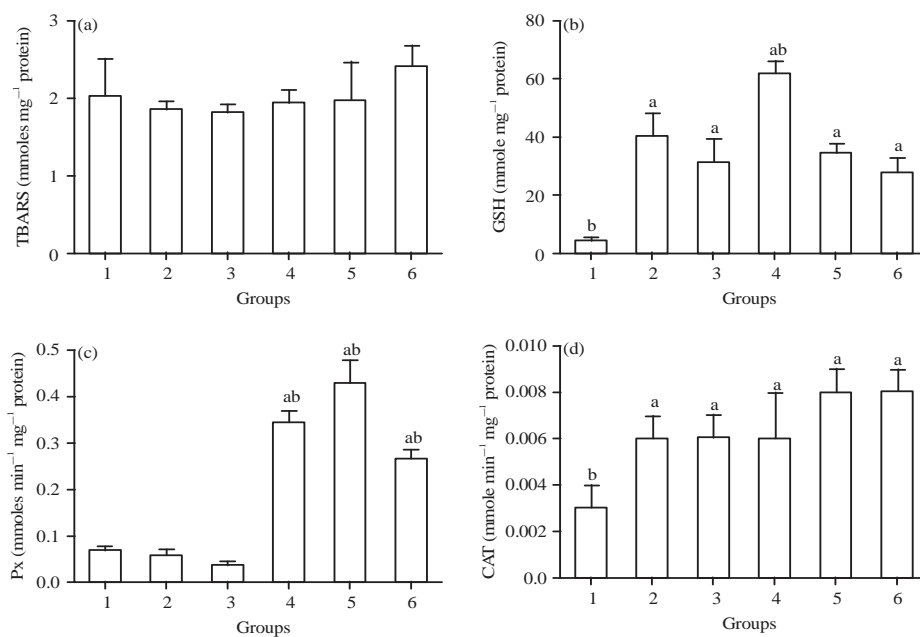 (a)
3
2
1
0
TBARS (mmoles mg⁻¹ protein)
1 2 3 4 5 6
Groups
(b)
80
60
40
20
0
GSH (mmole mg⁻¹ protein)
b a a ab a a
1 2 3 4 5 6
Groups
(c)
0.5
0.4
0.3
0.2
0.1
0.0
Px (mmoles min⁻¹ mg⁻¹ protein)
ab ab ab
1 2 3 4 5 6
Groups
(d)
0.010
0.008
0.006
0.004
0.002
0.0
CAT (mmole min⁻¹ mg⁻¹ protein)
b a a a a a
1 2 3 4 5 6
Groups